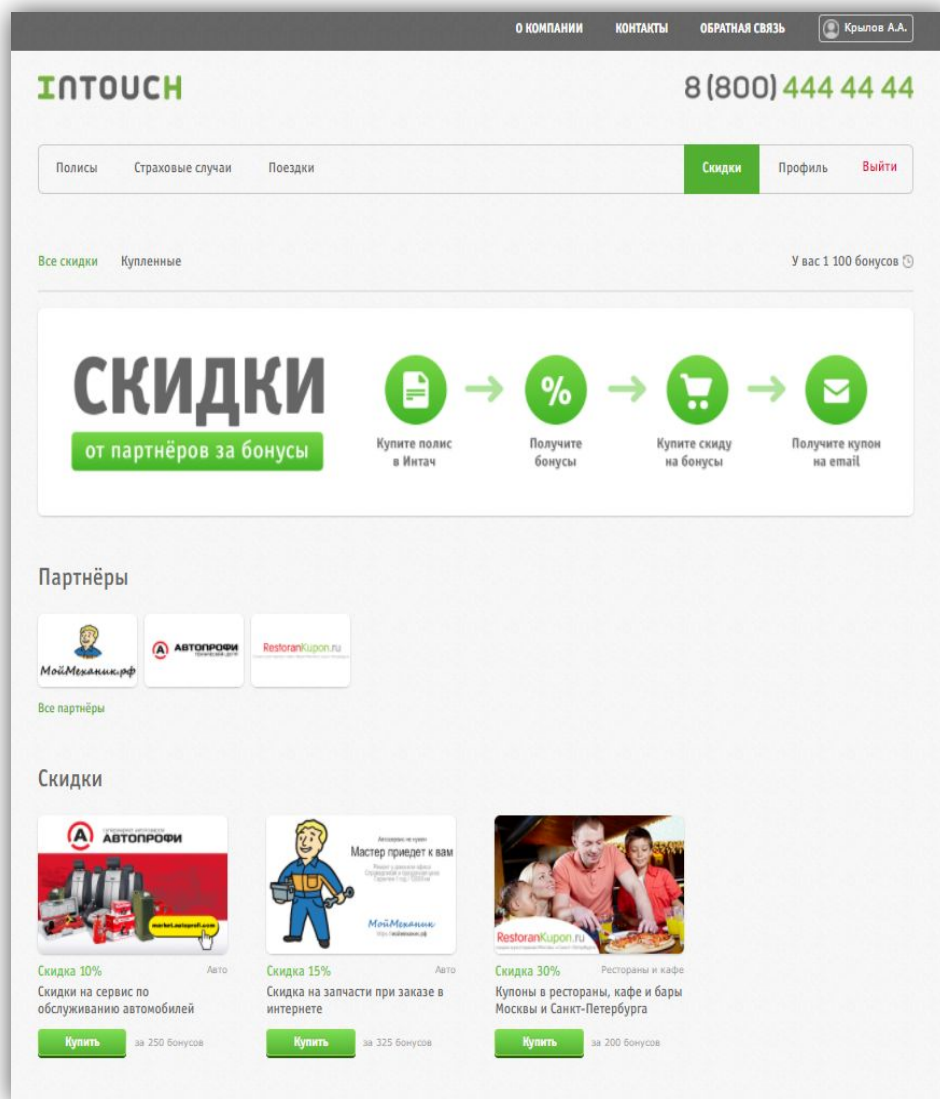 О КОМПАНИИ КОНТАКТЫ ОБРАТНАЯ СВЯЗЬ Крылов А.А.
INTOUCH 8 (800) 444 44 44
Полисы Страховые случаи Поездки Скидки Профиль Выйти
Все скидки Купленные У вас 1 100 бонусов
СКИДКИ
от партнёров за бонусы
Купите полис
в Интач
Получите
бонусы
Купите скиду
на бонусы
Получите купон
на email
Партнёры
МойМеханик.рф
АВТОПРОФИ
RestoranKupon.ru
Все партнёры
Скидки
АВТОПРОФИ
market.autoprofi.com
Скидка 10% Авто
Скидки на сервис по
обслуживанию автомобилей
Купить за 250 бонусов
Мастер приедет к вам
МойМеханик
Скидка 15% Авто
Скидка на запчасти при заказе в
интернете
Купить за 325 бонусов
RestoranKupon.ru
Скидка 30% Рестораны и кафе
Купоны в рестораны, кафе и бары
Москвы и Санкт-Петербурга
Купить за 200 бонусов